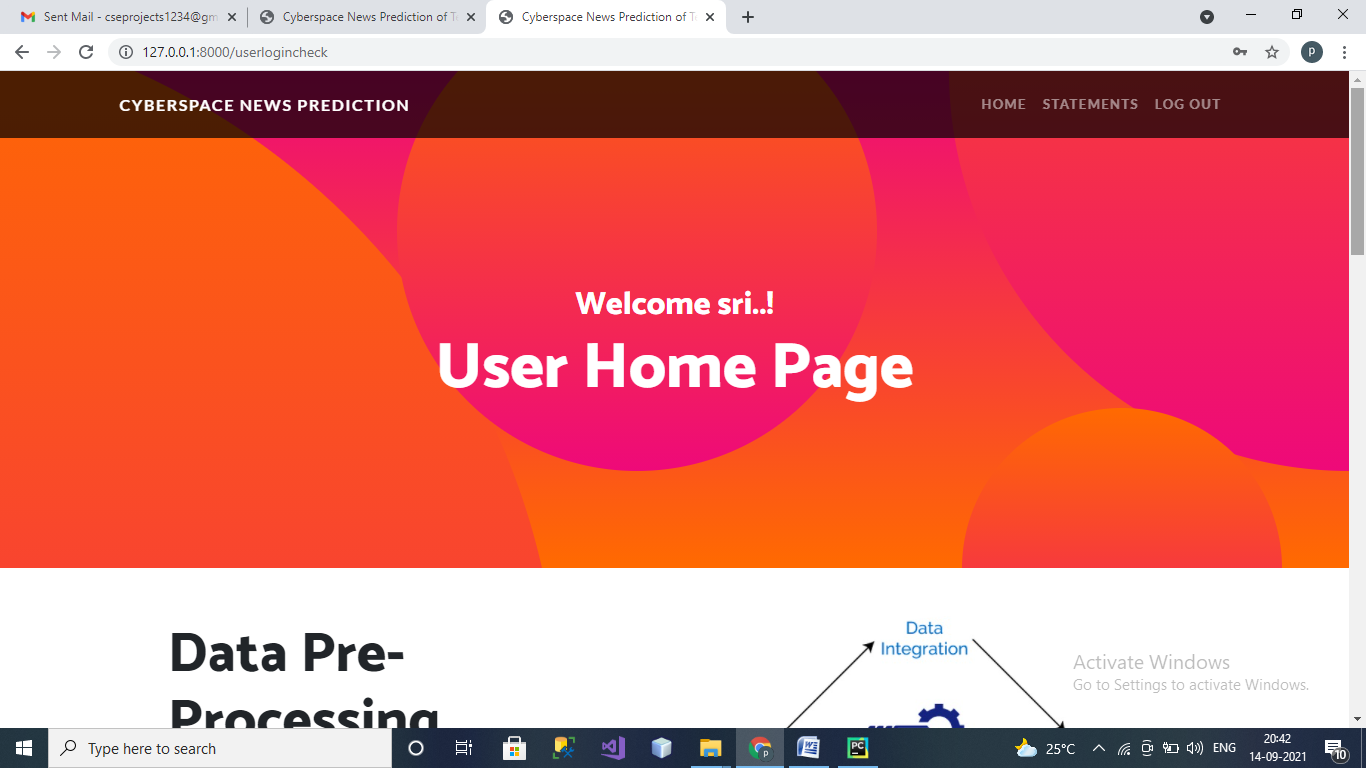 Sent Mail - cseprojects1234@gm
Cyberspace News Prediction of T
Cyberspace News Prediction of T
127.0.0.1:8000/userlogincheck
P
CYBERSPACE NEWS PREDICTION
HOME STATEMENTS LOG OUT
Welcome sri..!
User Home Page
Data Pre-
Processing
Data
Integration
Activate Windows
Go to Settings to activate Windows.
Type here to search
PC
25°C
ENG
20:42
14-09-2021
10